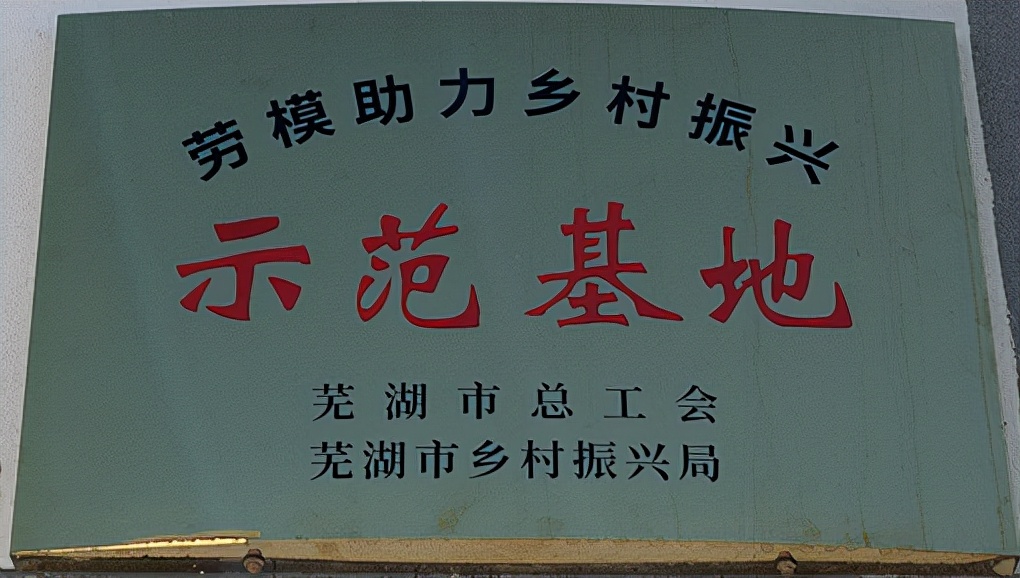 劳模助力乡村振兴
示范基地
芜湖市总工会
芜湖市乡村振兴局